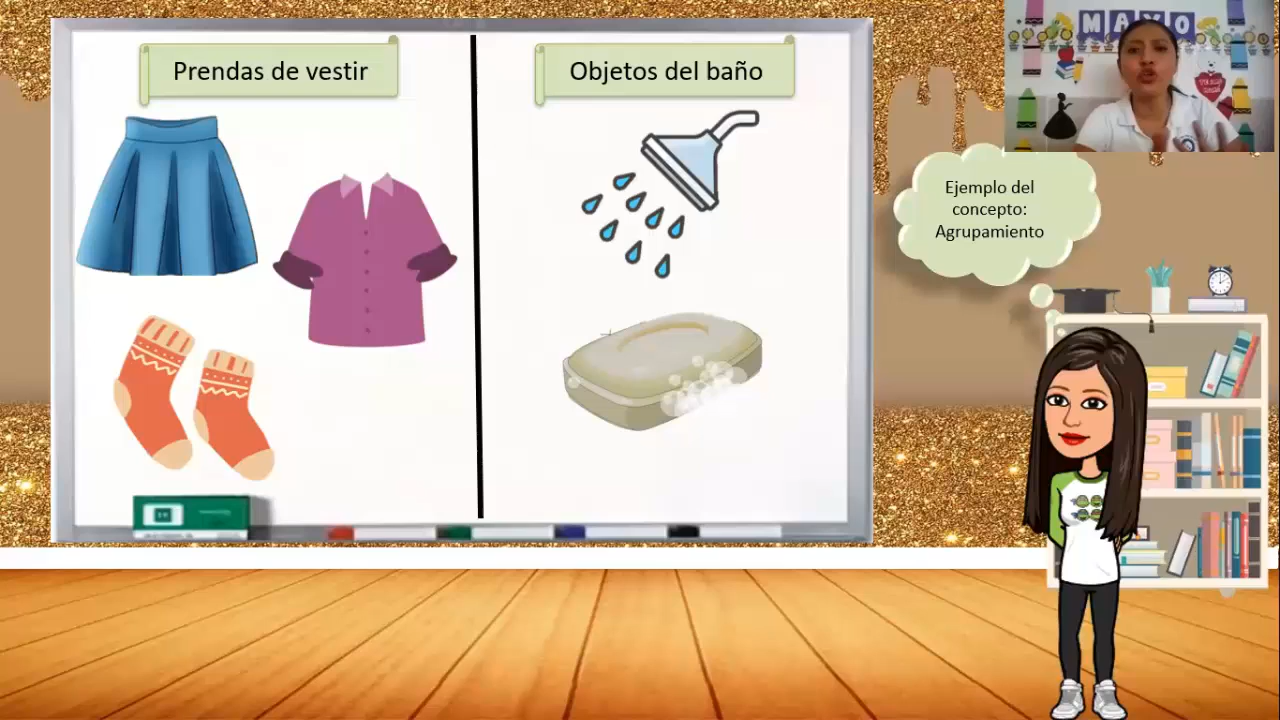 Prendas de vestir
Objetos del baño
MAYO
Ejemplo del
concepto:
Agrupamiento